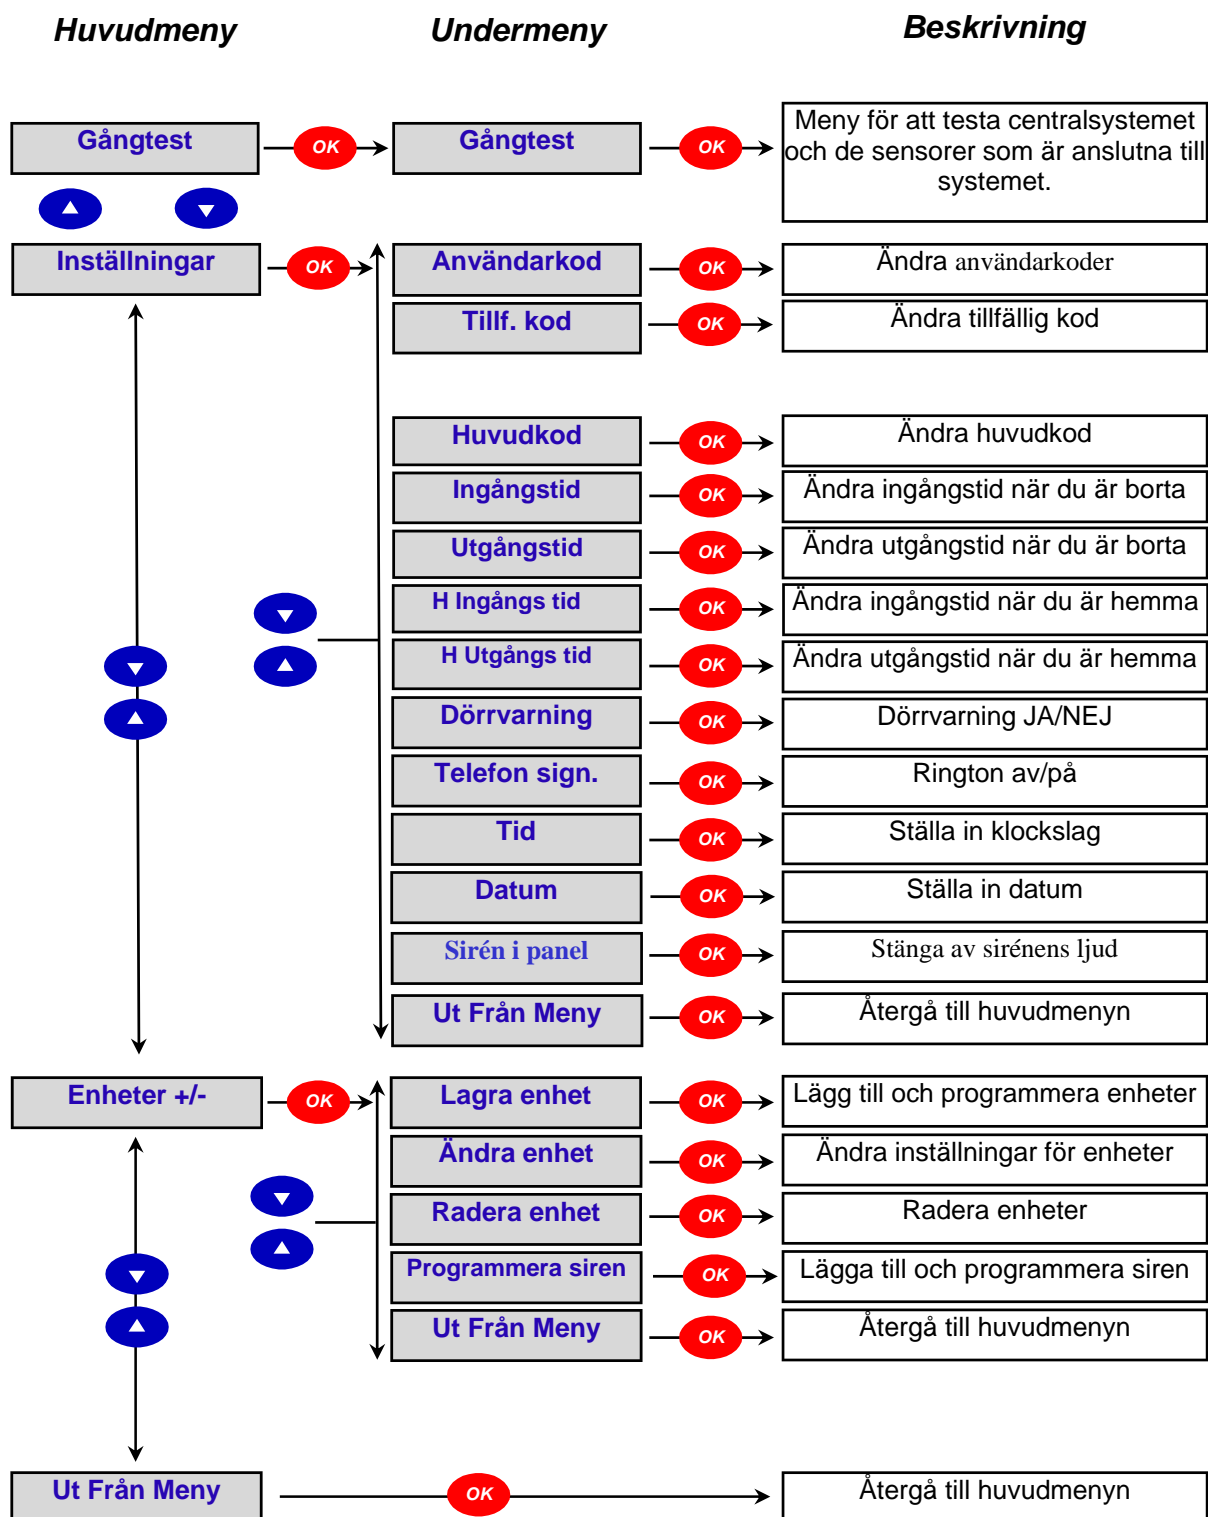 Huvudmeny Undermeny Beskrivning
Gångtest OK Gångtest OK Meny för att testa centralsystemet
och de sensorer som är anslutna till
systemet.
Inställningar OK Användarkod OK Ändra användarkoder
Tillf. kod OK Ändra tillfällig kod
Huvudkod OK Ändra huvudkod
Ingångstid OK Ändra ingångstid när du är borta
Utgångstid OK Ändra utgångstid när du är borta
H Ingångs tid OK Ändra ingångstid när du är hemma
H Utgångs tid OK Ändra utgångstid när du är hemma
Dörrvarning OK Dörrvarning JA/NEJ
Telefon sign. OK Rington av/på
Tid OK Ställa in klockslag
Datum OK Ställa in datum
Sirén i panel OK Stänga av sirénens ljud
Ut Från Meny OK Återgå till huvudmenyn
Enheter +/- OK Lagra enhet OK Lägg till och programmera enheter
Ändra enhet OK Ändra inställningar för enheter
Radera enhet OK Radera enheter
Programmera siren OK Lägga till och programmera siren
Ut Från Meny OK Återgå till huvudmenyn
Ut Från Meny OK Återgå till huvudmenyn